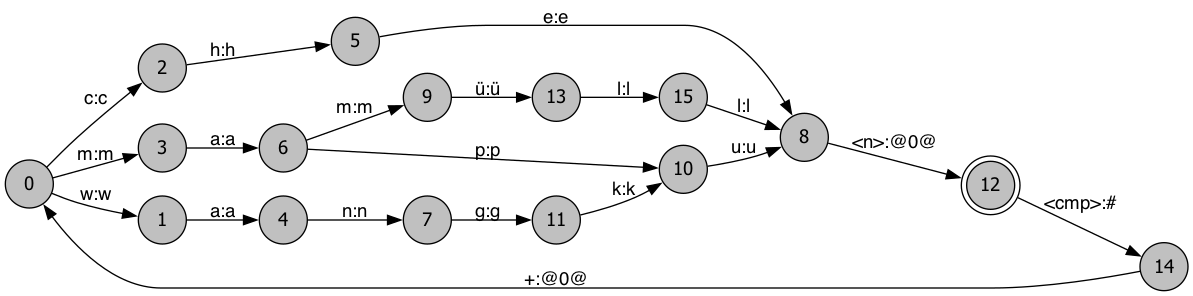 e:e
h:h
5
2
c:c
m:m
9
ü:ü
13
l:l
15
l:l
8
m:m
3
a:a
6
p:p
10
u:u
<n>:@0@
12
0
w:w
1
a:a
4
n:n
7
g:g
11
k:k
<cmp>:#
14
+:@0@